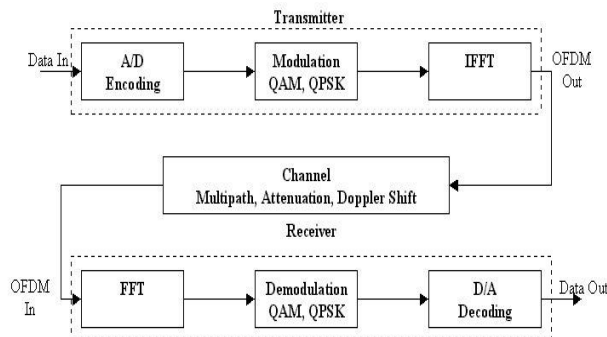 Transmitter
Data In
A/D
Encoding
Modulation
QAM, QPSK
IFFT
OFDM
Out
Channel
Multipath, Attenuation, Doppler Shift
Receiver
OFDM
In
FFT
Demodulation
QAM, QPSK
D/A
Decoding
Data Out